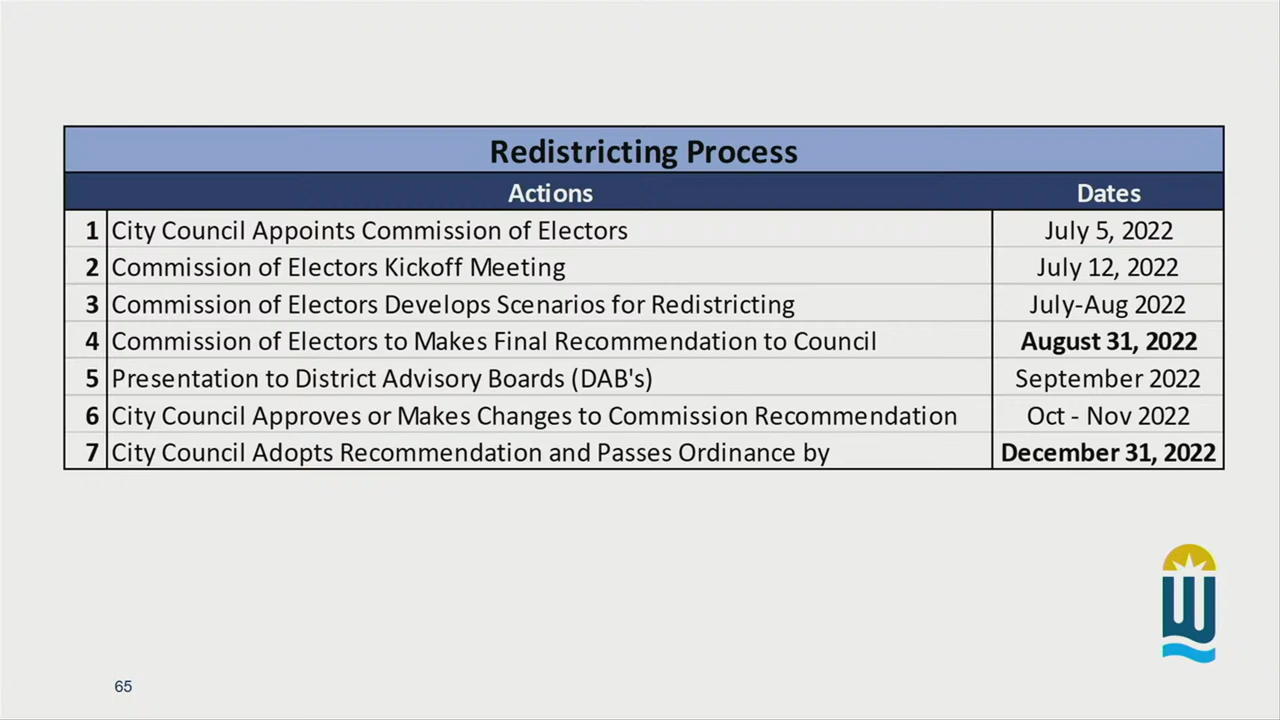 Redistricting Process
Actions Dates
1 City Council Appoints Commission of Electors July 5, 2022
2 Commission of Electors Kickoff Meeting July 12, 2022
3 Commission of Electors Develops Scenarios for Redistricting July-Aug 2022
4 Commission of Electors to Makes Final Recommendation to Council August 31, 2022
5 Presentation to District Advisory Boards (DAB's) September 2022
6 City Council Approves or Makes Changes to Commission Recommendation Oct - Nov 2022
7 City Council Adopts Recommendation and Passes Ordinance by December 31, 2022
W
65